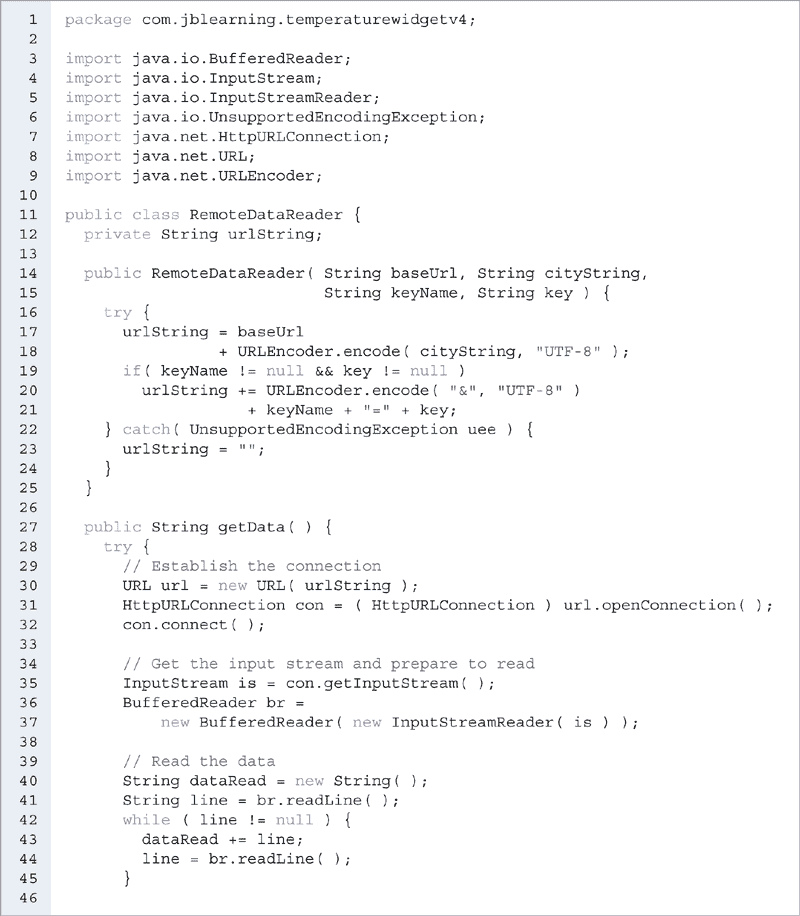 1 package com.jblearning.temperaturewidgetv4;
2
3 import java.io.BufferedReader;
4 import java.io.InputStream;
5 import java.io.InputStreamReader;
6 import java.io.UnsupportedEncodingException;
7 import java.net.HttpURLConnection;
8 import java.net.URL;
9 import java.net.URLEncoder;
10
11 public class RemoteDataReader {
12   private String urlString;
13
14   public RemoteDataReader( String baseUrl, String cityString,
15                            String keyName, String key ) {
16     try {
17       urlString = baseUrl
18                 + URLEncoder.encode( cityString, "UTF-8" );
19       if( keyName != null && key != null )
20         urlString += URLEncoder.encode( "&", "UTF-8" )
21                    + keyName + "=" + key;
22     } catch( UnsupportedEncodingException uee ) {
23       urlString = "";
24     }
25   }
26
27   public String getData( ) {
28     try {
29       // Establish the connection
30       URL url = new URL( urlString );
31       HttpURLConnection con = ( HttpURLConnection ) url.openConnection( );
32       con.connect( );
33
34       // Get the input stream and prepare to read
35       InputStream is = con.getInputStream( );
36       BufferedReader br =
37           new BufferedReader( new InputStreamReader( is ) );
38
39       // Read the data
40       String dataRead = new String( );
41       String line = br.readLine( );
42       while ( line != null ) {
43         dataRead += line;
44         line = br.readLine( );
45       }
46